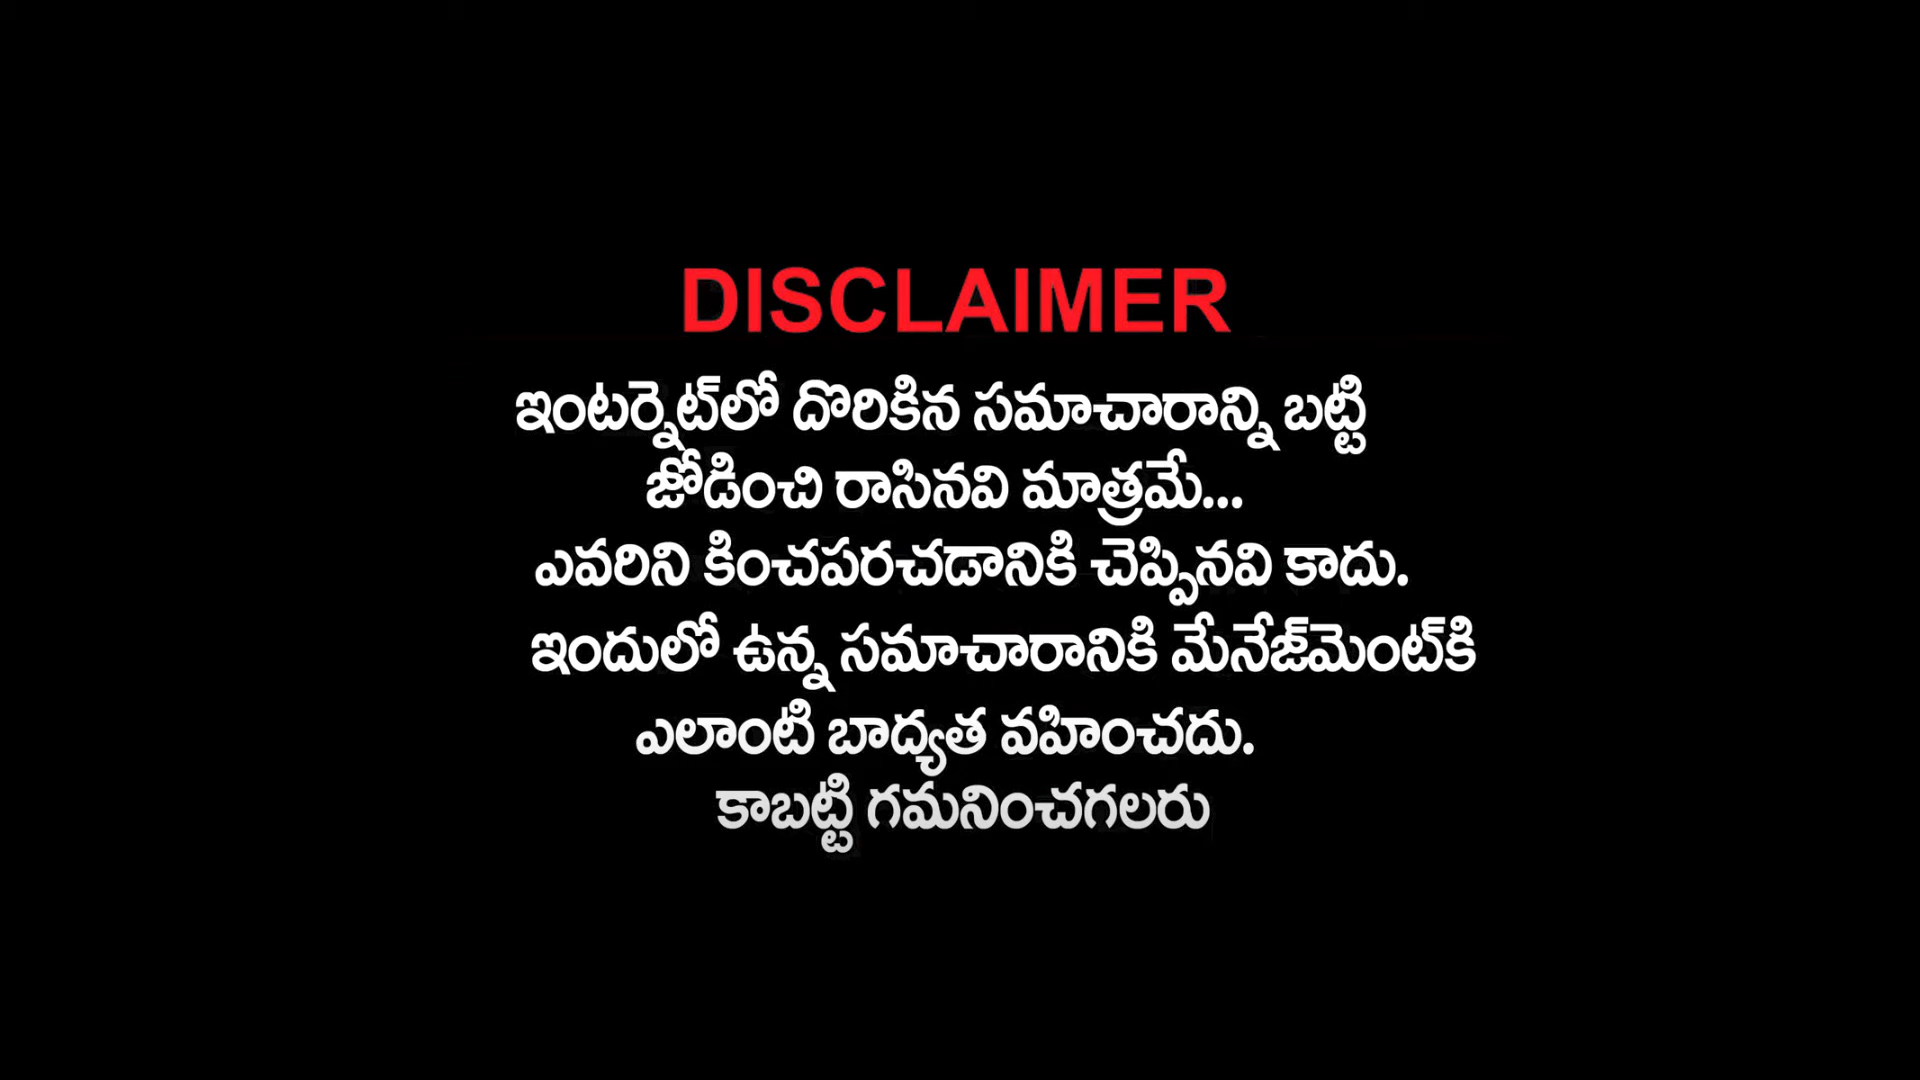 DISCLAIMER
ఇంటర్నెట్‌లో దొరికిన సమాచారాన్ని బట్టి
జోడించి రాసినవి మాత్రమే...
ఎవరిని కించపరచడానికి చెప్పినవి కాదు.
ఇందులో ఉన్న సమాచారానికి మేనేజ్‌మెంట్‌కి
ఎలాంటి బాద్యత వహించదు.
కాబట్టి గమనించగలరు